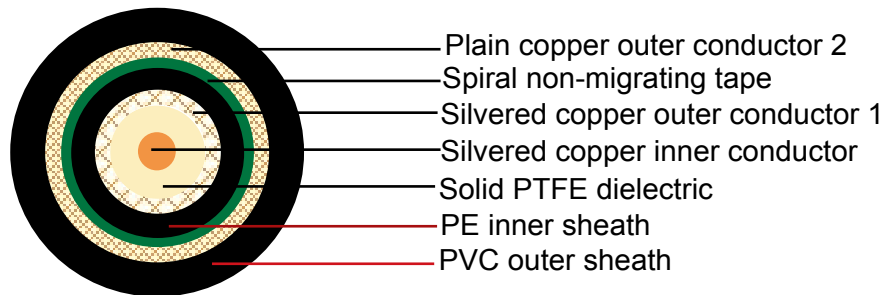 Plain copper outer conductor 2
Spiral non-migrating tape
Silvered copper outer conductor 1
Silvered copper inner conductor
Solid PTFE dielectric
PE inner sheath
PVC outer sheath